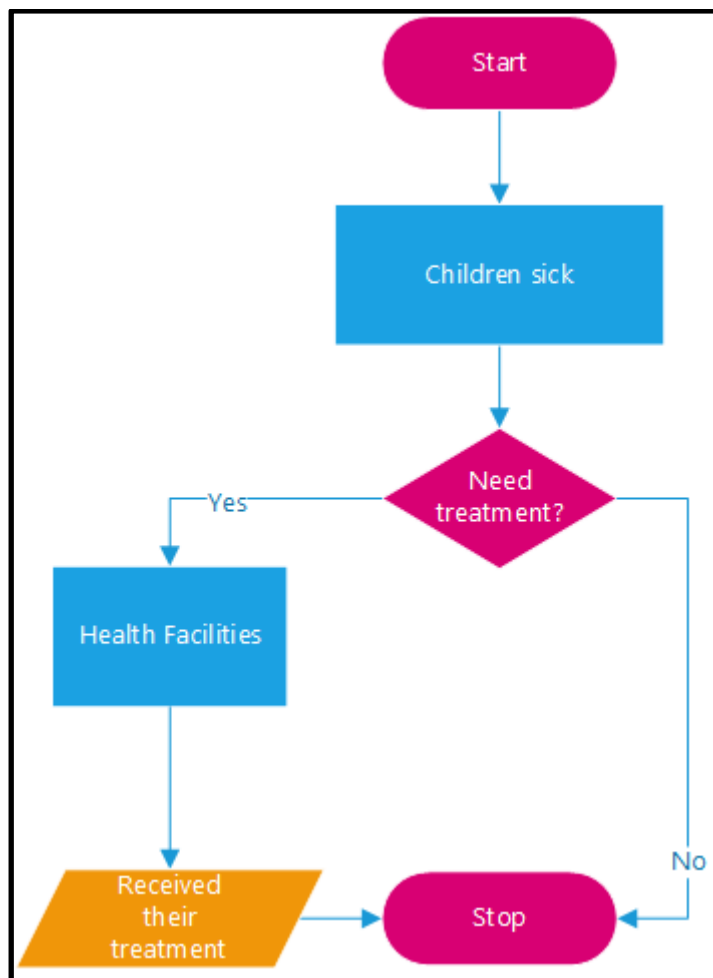 Start
Children sick
Need
treatment?
Yes
Health Facilities
No
Received
their
treatment
Stop